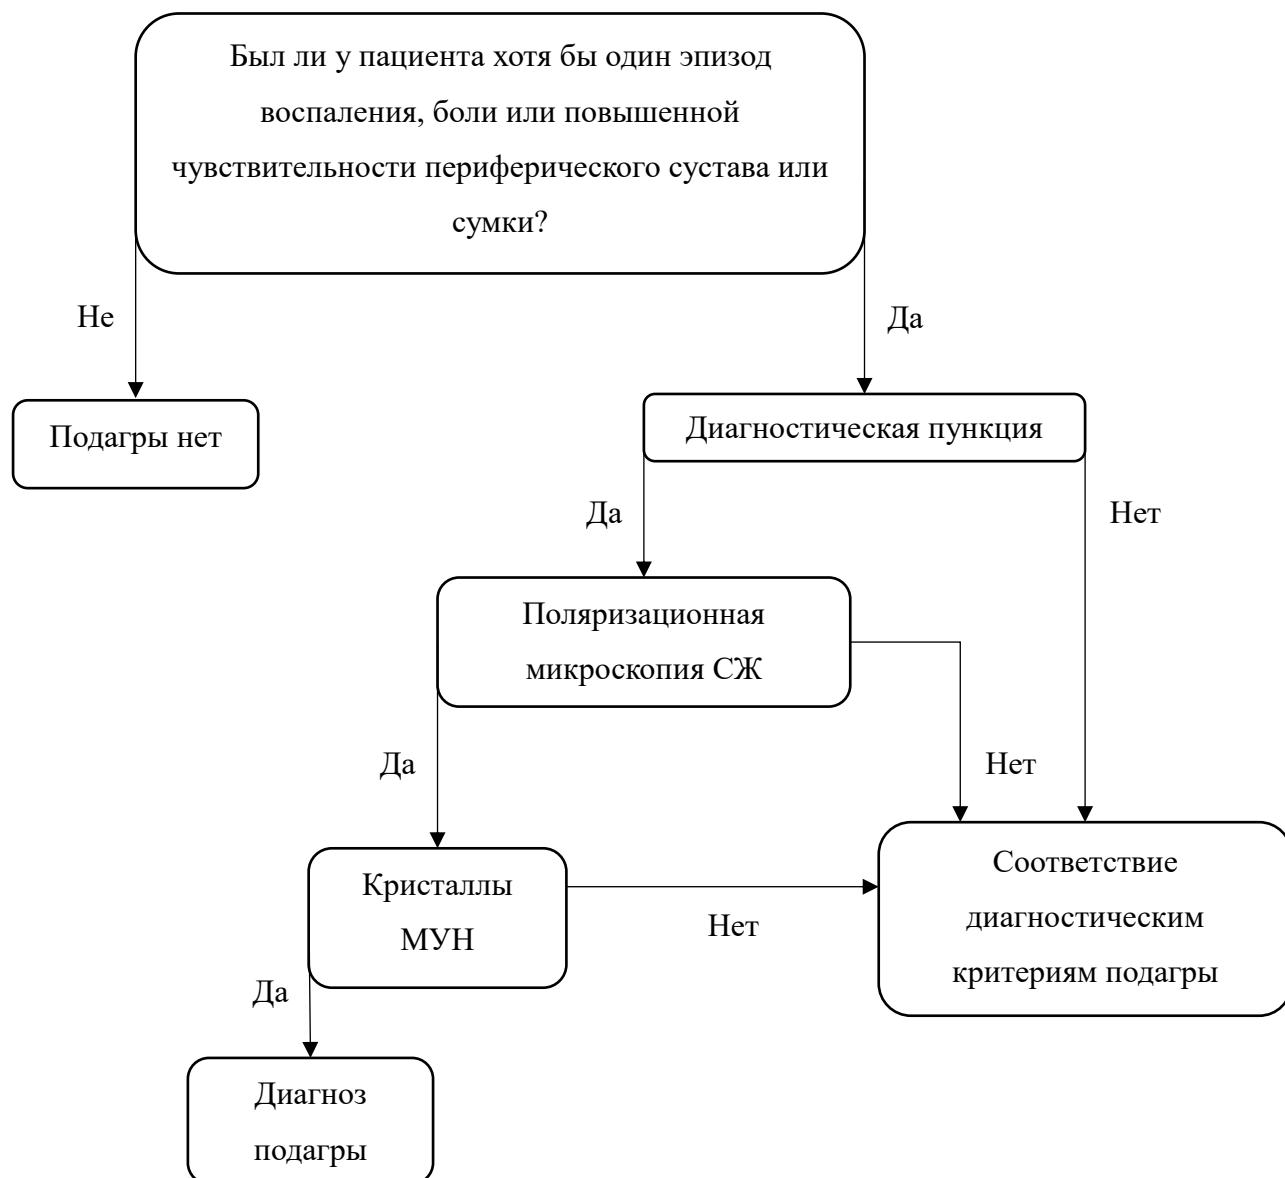 Был ли у пациента хотя бы один эпизод
воспаления, боли или повышенной
чувствительности периферического сустава или
сумки?
Не
Да
Подагры нет
Диагностическая пункция
Да
Нет
Поляризационная
микроскопия СЖ
Да
Нет
Кристаллы
МУН
Нет
Соответствие
диагностическим
критериям подагры
Да
Диагноз
подагры